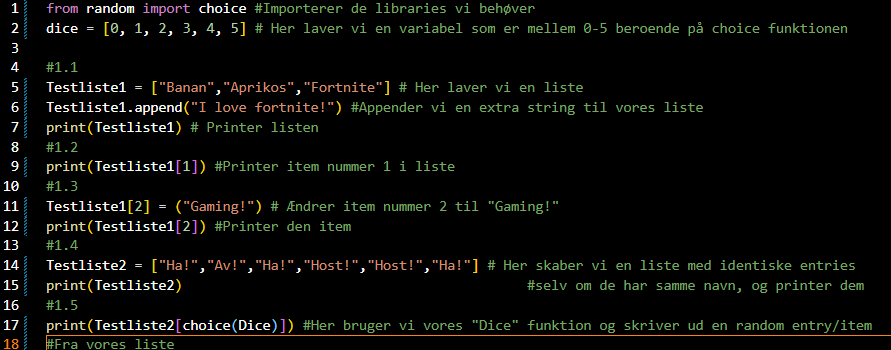 1 from random import choice #Importerer de libraries vi behøver
2 dice = [0, 1, 2, 3, 4, 5] # Her laver vi en variabel som er mellem 0-5 beroende på choice funktionen
3
4 #1.1
5 Testliste1 = ["Banan","Aprikos","Fortnite"] # Her laver vi en liste
6 Testliste1.append("I love fortnite!") #Appender vi en extra string til vores liste
7 print(Testliste1) # Printer listen
8 #1.2
9 print(Testliste1[1]) #Printer item nummer 1 i liste
10 #1.3
11 Testliste1[2] = ("Gaming!") # Ændrer item nummer 2 til "Gaming!"
12 print(Testliste1[2]) #Printer den item
13 #1.4
14 Testliste2 = ["Ha!","Av!","Ha!","Host!","Host!","Ha!"] # Her skaber vi en liste med identiske entries
15 print(Testliste2) #selv om de har samme navn, og printer dem
16 #1.5
17 print(Testliste2[choice(Dice)]) #Her bruger vi vores "Dice" funktion og skriver ud en random entry/item
18 #Fra vores liste